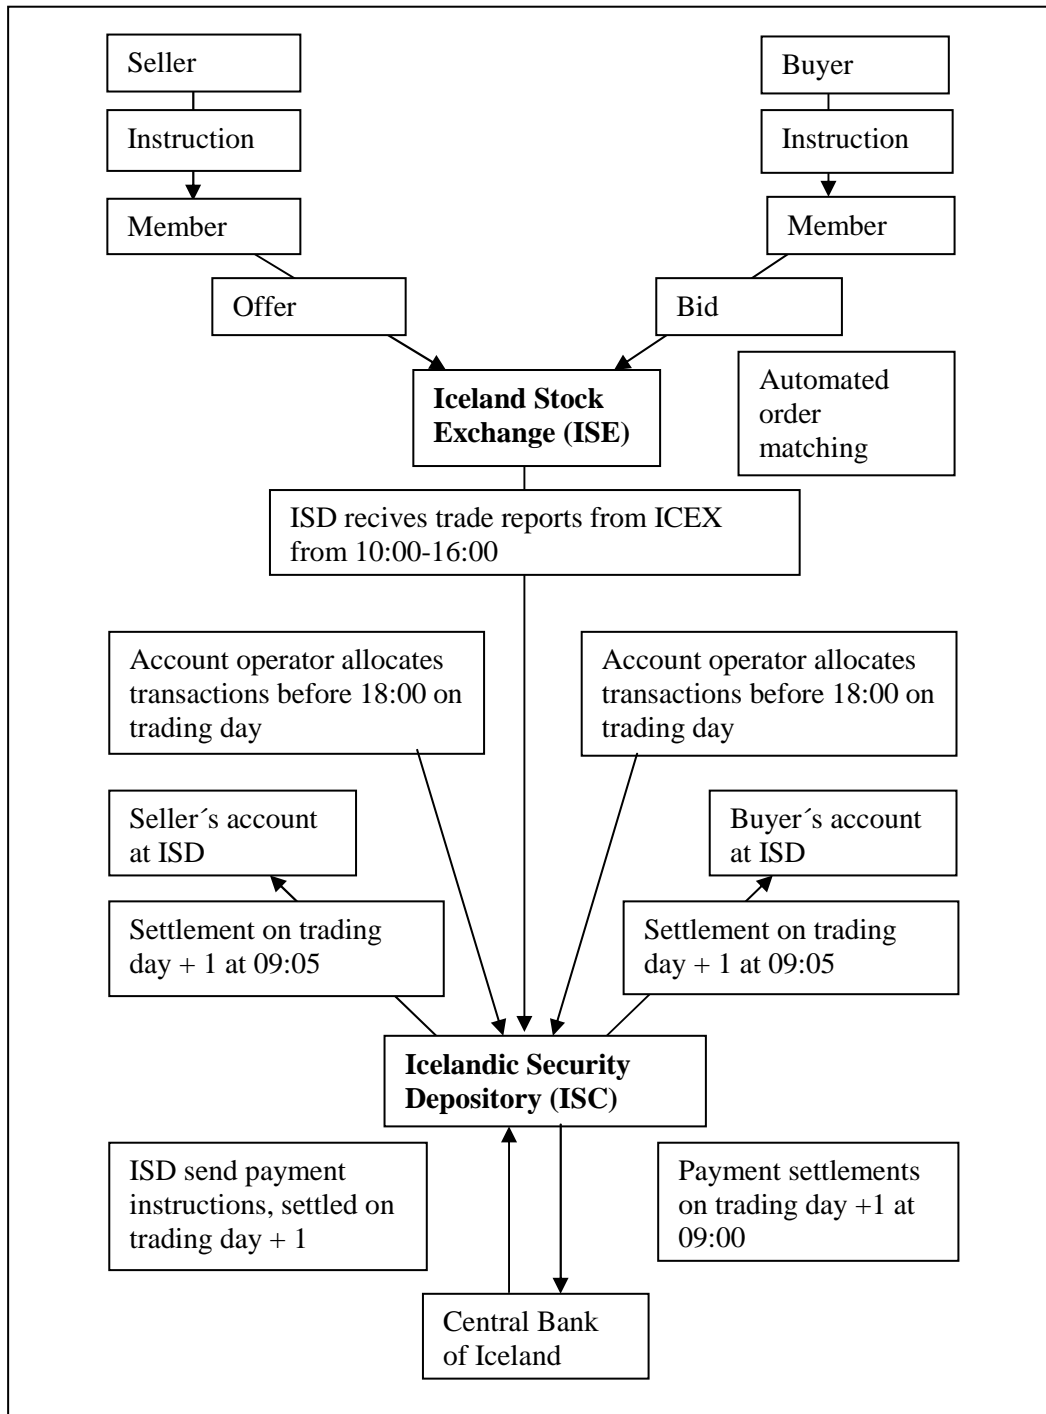 Seller
Buyer
Instruction
Instruction
Member
Member
Offer
Bid
Iceland Stock
Exchange (ISE)
Automated
order
matching
ISD recives trade reports from ICEX
from 10:00-16:00
Account operator allocates
transactions before 18:00 on
trading day
Account operator allocates
transactions before 18:00 on
trading day
Seller´s account
at ISD
Buyer´s account
at ISD
Settlement on trading
day + 1 at 09:05
Settlement on trading
day + 1 at 09:05
Icelandic Security
Depository (ISC)
ISD send payment
instructions, settled on
trading day + 1
Payment settlements
on trading day +1 at
09:00
Central Bank
of Iceland